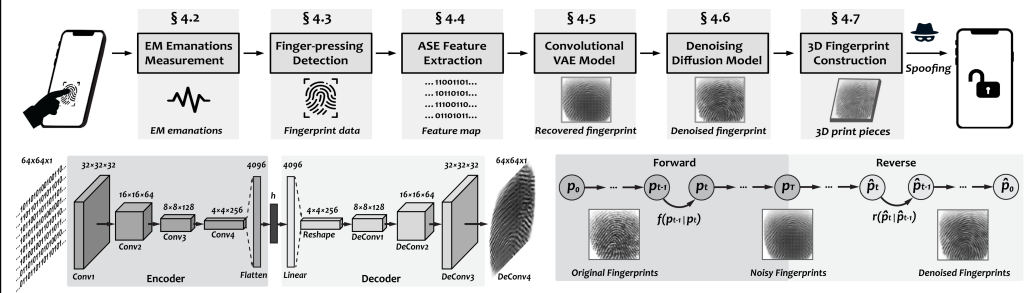 § 4.2
EM Emanations
Measurement
EM emanations
§ 4.3
Finger-pressing
Detection
Fingerprint data
§ 4.4
ASE Feature
Extraction
...11001101...
...10110101...
...11100110...
...01101011...
Feature map
§ 4.5
Convolutional
VAE Model
Recovered fingerprint
§ 4.6
Denoising
Diffusion Model
Denoised fingerprint
§ 4.7
3D Fingerprint
Construction
3D print pieces
Spoofing
64x64x1
32×32×32
Conv1
16×16×64
Conv2
8×8×128
Conv3
4×4×256
Conv4
4096
Flatten
Encoder
h
4096
Linear
4×4×256
Reshape
8×8×128
DeConv1
16×16×64
DeConv2
32×32×32
DeConv3
64x64x1
DeConv4
Decoder
Forward
Reverse
p₀ ... pₜ₋₁ pₜ ... p_T ... p̂ₜ p̂ₜ₋₁ ... p̂₀
f(pₜ₋₁|pₜ)
r(p̂ₜ|p̂ₜ₋₁)
Original Fingerprints
Noisy Fingerprints
Denoised Fingerprints